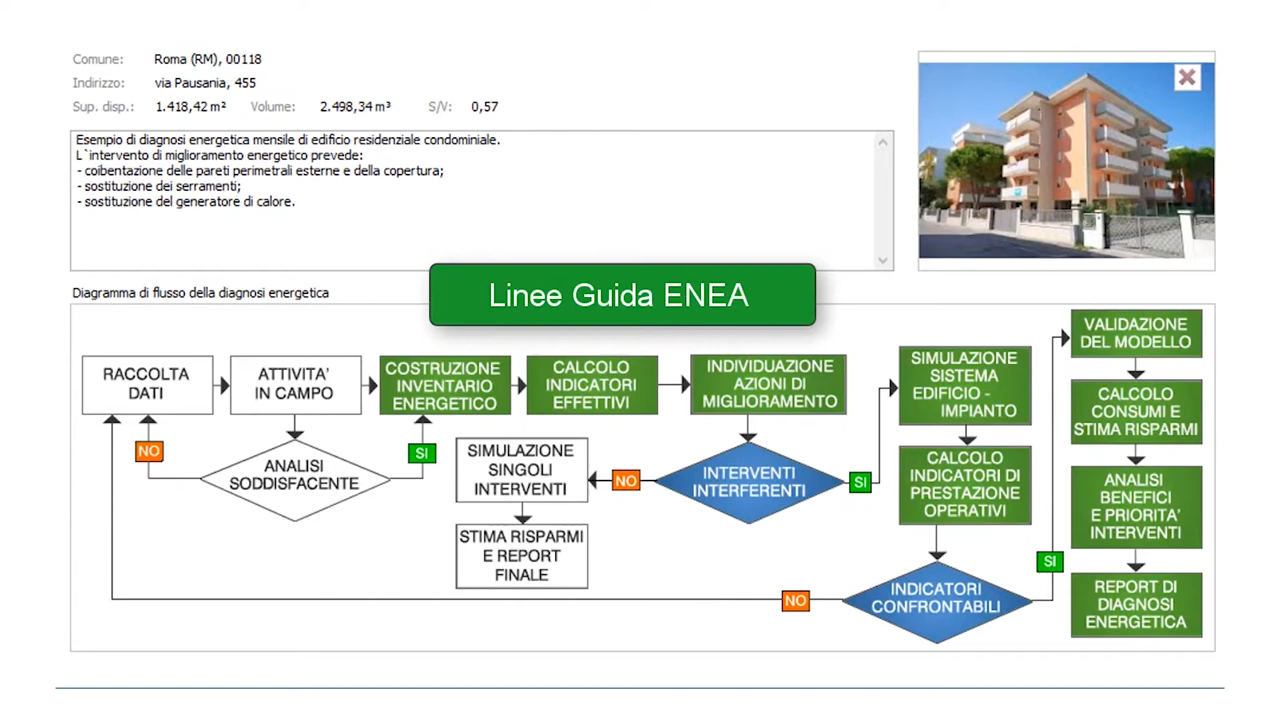 Comune: Roma (RM), 00118
Indirizzo: via Pausania, 455
Sup. disp.: 1.418,42 m² Volume: 2.498,34 m³ S/V: 0,57
Esempio di diagnosi energetica mensile di edificio residenziale condominiale.
L`intervento di miglioramento energetico prevede:
- coibentazione delle pareti perimetrali esterne e della copertura;
- sostituzione dei serramenti;
- sostituzione del generatore di calore.
Linee Guida ENEA
Diagramma di flusso della diagnosi energetica
RACCOLTA
DATI
ATTIVITA'
IN CAMPO
COSTRUZIONE
INVENTARIO
ENERGETICO
CALCOLO
INDICATORI
EFFETTIVI
INDIVIDUAZIONE
AZIONI DI
MIGLIORAMENTO
SIMULAZIONE
SISTEMA
EDIFICIO -
IMPIANTO
VALIDAZIONE
DEL MODELLO
CALCOLO
CONSUMI E
STIMA RISPARMI
NO
ANALISI
SODDISFACENTE
SI
SIMULAZIONE
SINGOLI
INTERVENTI
NO
INTERVENTI
INTERFERENTI
SI
CALCOLO
INDICATORI DI
PRESTAZIONE
OPERATIVI
ANALISI
BENEFICI
E PRIORITA'
INTERVENTI
STIMA RISPARMI
E REPORT
FINALE
NO
INDICATORI
CONFRONTABILI
SI
REPORT DI
DIAGNOSI
ENERGETICA